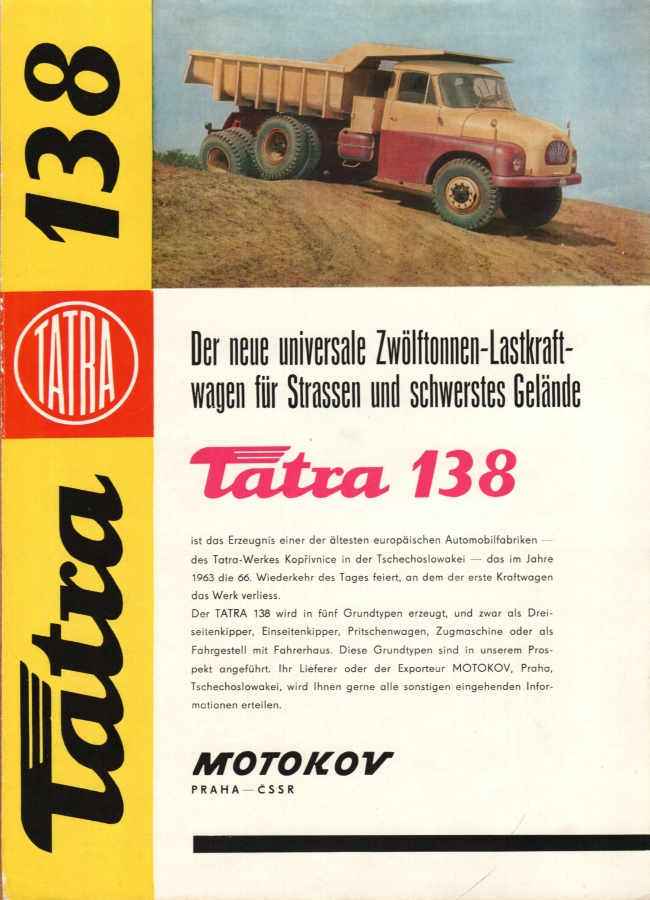 138
TATRA
Tatra
Der neue universale Zwölftonnen-Lastkraft-
wagen für Strassen und schwerstes Gelände
Tatra 138
ist das Erzeugnis einer der ältesten europäischen Automobilfabriken —
des Tatra-Werkes Kopřivnice in der Tschechoslowakei — das im Jahre
1963 die 66. Wiederkehr des Tages feiert, an dem der erste Kraftwagen
das Werk verliess.
Der TATRA 138 wird in fünf Grundtypen erzeugt, und zwar als Drei-
seitenkipper, Einseitenkipper, Pritschenwagen, Zugmaschine oder als
Fahrgestell mit Fahrerhaus. Diese Grundtypen sind in unserem Pros-
pekt angeführt. Ihr Lieferer oder der Exporteur MOTOKOV, Praha,
Tschechoslowakei, wird Ihnen gerne alle sonstigen eingehenden Infor-
mationen erteilen.
MOTOKOV
PRAHA—ČSSR